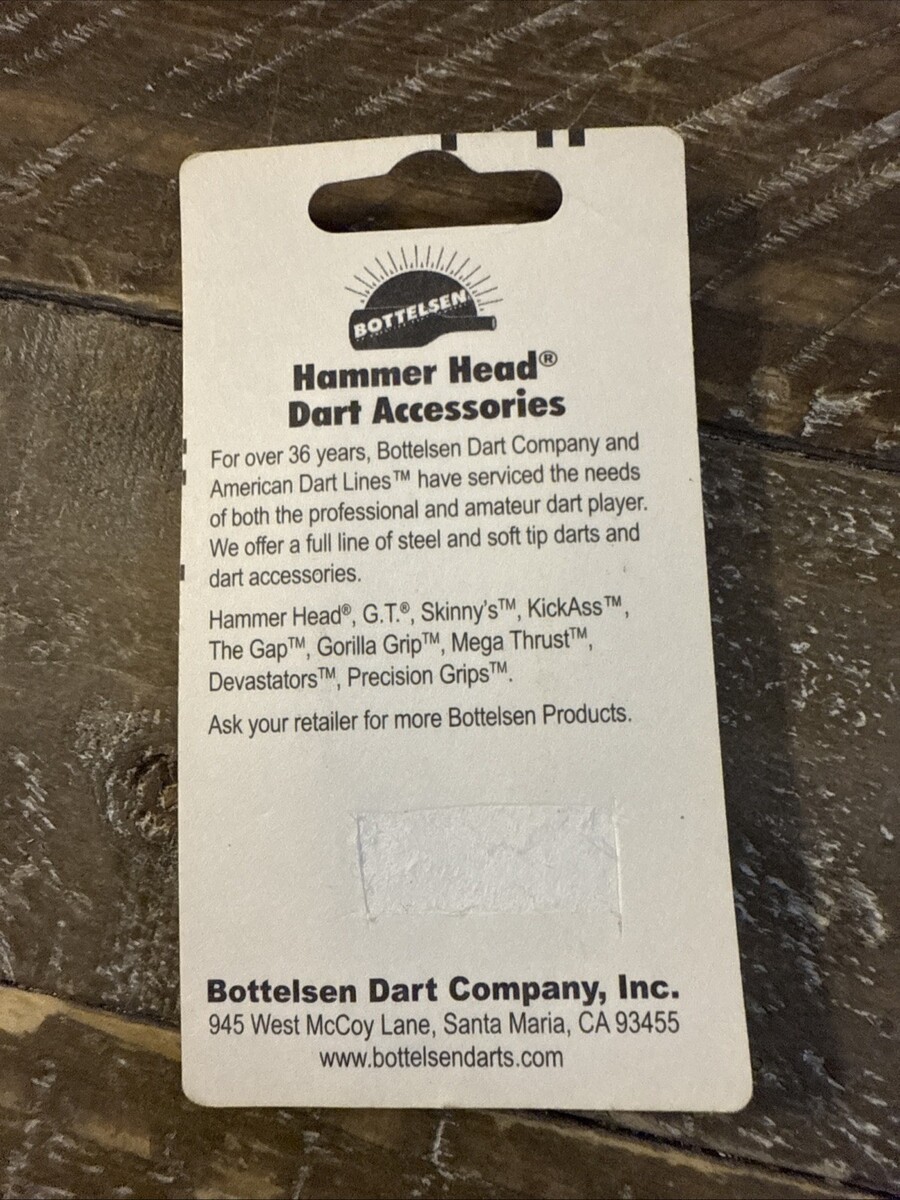 BOTTELSEN
Hammer Head®
Dart Accessories
For over 36 years, Bottelsen Dart Company and
American Dart Lines™ have serviced the needs
of both the professional and amateur dart player.
We offer a full line of steel and soft tip darts and
dart accessories.
Hammer Head®, G.T.®, Skinny's™, KickAss™,
The Gap™, Gorilla Grip™, Mega Thrust™,
Devastators™, Precision Grips™.
Ask your retailer for more Bottelsen Products.
Bottelsen Dart Company, Inc.
945 West McCoy Lane, Santa Maria, CA 93455
www.bottelsendarts.com